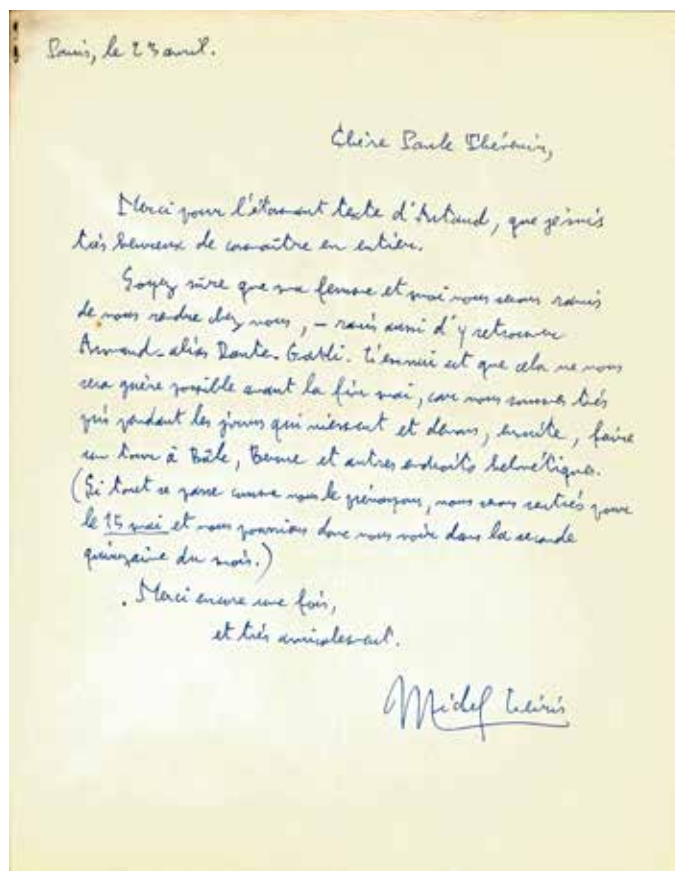 Paris, le 23 avril.
Chère Paule Thévenin,
Merci pour l'étonnant texte d'Artaud, que je suis
très heureux de connaître en entier.
Soyez sûre que ma femme et moi nous serons ravis
de nous rendre chez vous, – ravis aussi d'y retrouver
Armand-alias Dante-Gatti. L'ennui est que cela ne nous
sera guère possible avant la fin mai, car nous sommes très
pris pendant les jours qui viennent et devons, ensuite, faire
un tour à Bâle, Berne et autres endroits helvétiques.
(Si tout se passe comme nous le prévoyons, nous serons rentrés pour
le 15 mai et nous pourrions donc nous voir dans la seconde
quinzaine du mois.)
Merci encore une fois,
et très amicalement.
Michel Leiris